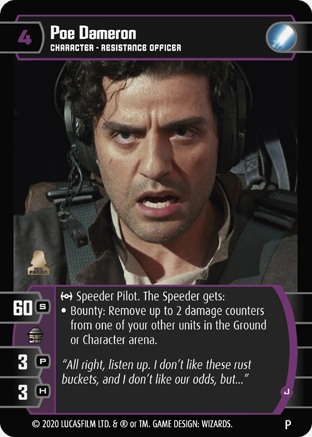 4 Poe Dameron
CHARACTER • RESISTANCE OFFICER
60 S
Speeder Pilot. The Speeder gets:
• Bounty: Remove up to 2 damage counters
from one of your other units in the Ground
or Character arena.
3 P
“All right, listen up. I don’t like these rust
buckets, and I don’t like our odds, but...”
3 H
J
© 2020 LUCASFILM LTD. & ® or TM. GAME DESIGN: WIZARDS.
P